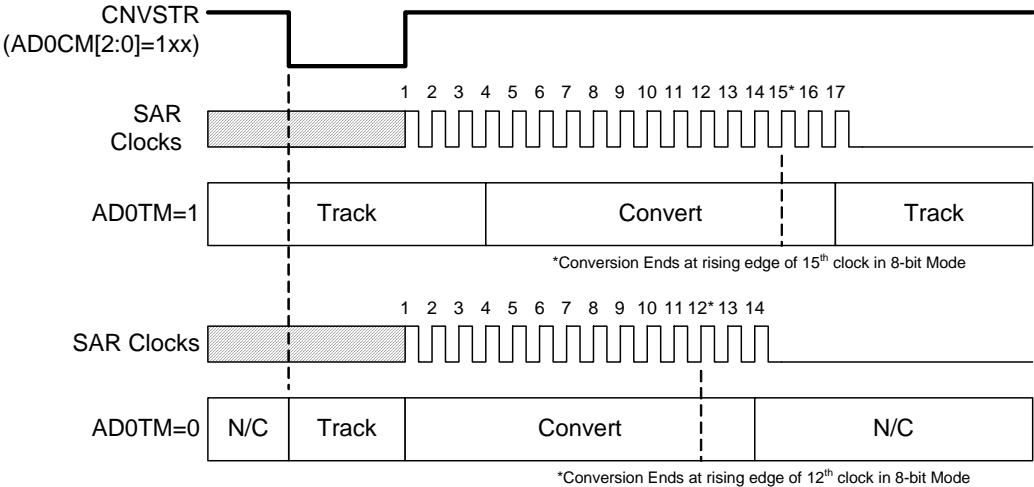 CNVSTR
(AD0CM[2:0]=1xx)
1 2 3 4 5 6 7 8 9 10 11 12 13 14 15* 16 17
SAR
Clocks
AD0TM=1 Track Convert Track
*Conversion Ends at rising edge of 15th clock in 8-bit Mode
1 2 3 4 5 6 7 8 9 10 11 12* 13 14
SAR Clocks
AD0TM=0 N/C Track Convert N/C
*Conversion Ends at rising edge of 12th clock in 8-bit Mode